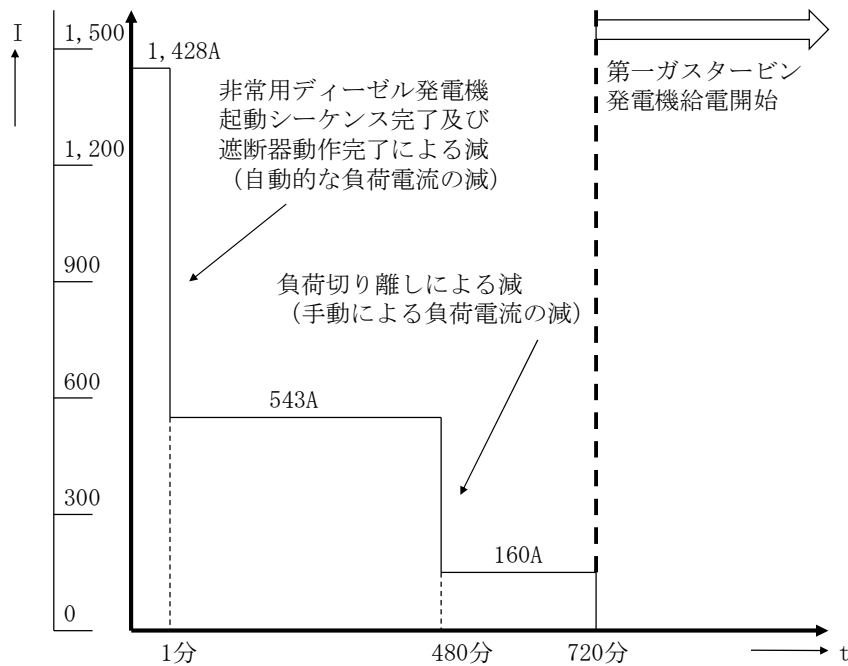 I
1,500
1,200
900
600
300
0
1,428A
非常用ディーゼル発電機
起動シーケンス完了及び
遮断器動作完了による減
（自動的な負荷電流の減）
第一ガスタービン
発電機給電開始
負荷切り離しによる減
（手動による負荷電流の減）
543A
160A
1分
480分
720分
t